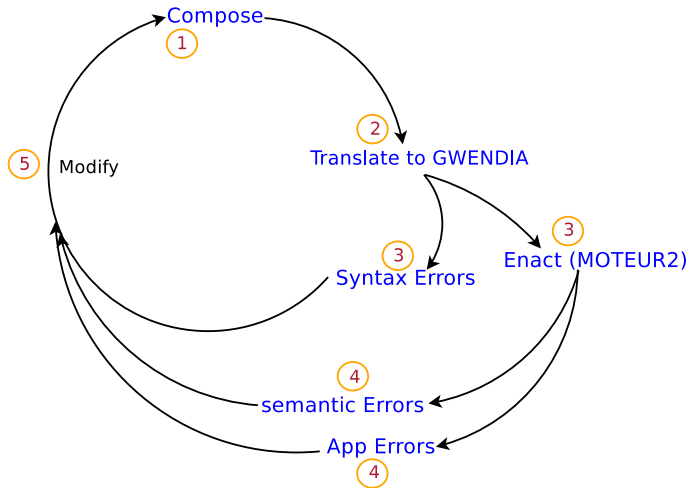 Compose
1
2
Translate to GWENDIA
5
Modify
3
Enact (MOTEUR2)
3
Syntax Errors
4
semantic Errors
App Errors
4